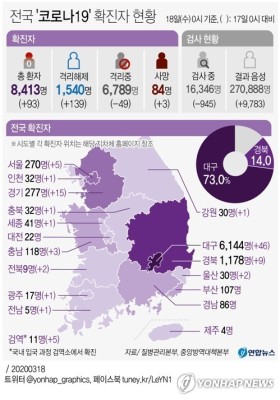 전국 '코로나19' 확진자 현황
18일(수) 0시 기준, ( ): 17일 0시 대비
확진자
검사 현황
총 환자 격리해제 격리중 사망
검사 중 결과 음성
8,413명 1,540명 6,789명 84명
16,346명 270,888명
(+93) (+139) (-49) (+3)
(-945) (+9,783)
전국 확진자
※시도별 각 확진자 위치는 해당 지자체 홈페이지 참조
경북
14.0
대구
73.0%
서울 270명(+5)
인천 32명(+1)
경기 277명(+15)
강원 30명(+1)
충북 32명(+1)
세종 41명(+1)
대전 22명
충남 118명(+3)
전북 9명(+2)
대구 6,144명(+46)
경북 1,178명(+9)
울산 30명(+2)
부산 107명
경남 86명
광주 17명(+1)
전남 5명(+1)
검역* 11명(+5)
제주 4명
*국내 입국 과정 검역소에서 확진
자료/ 질병관리본부, 중앙방역대책본부
/ 20200318
연합뉴스
트위터 @yonhap_graphics, 페이스북 tuney.kr/LeYN1
YONHAP NEWS